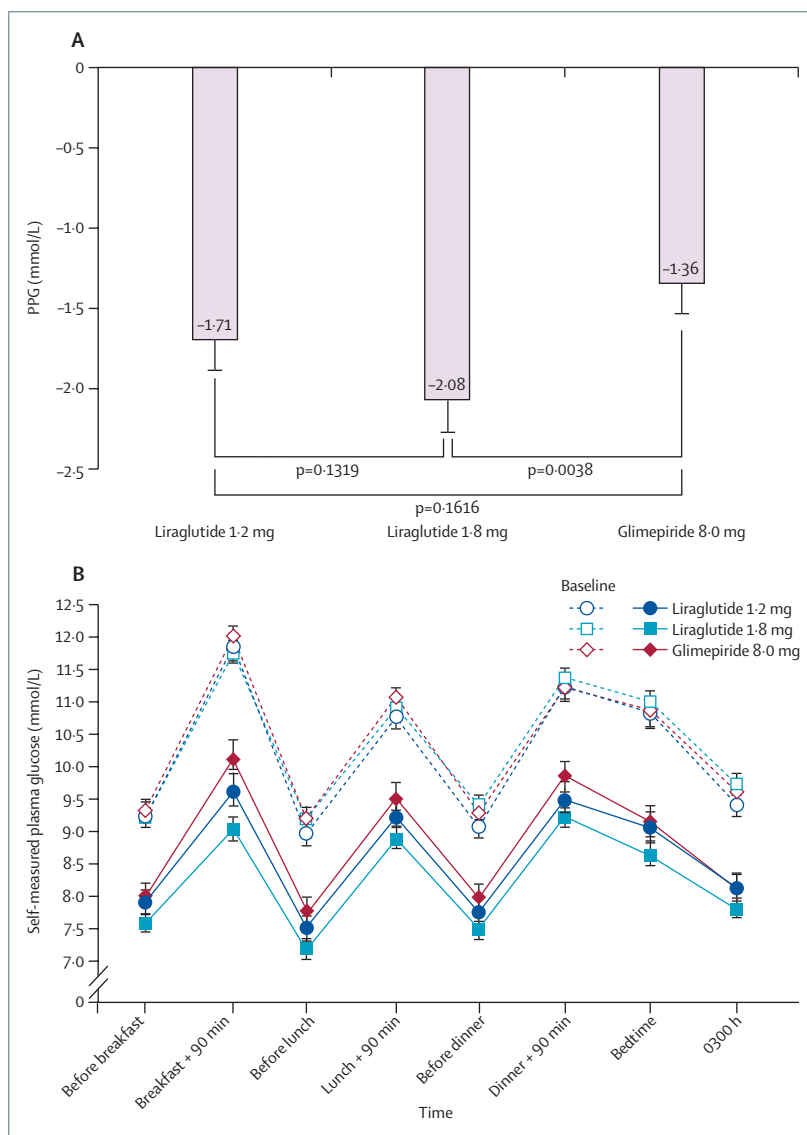 A
0
–0·5
–1·0
–1·5
–2·0
–2·5
PPG (mmol/L)
–1·71
–2·08
–1·36
p=0·1319
p=0·0038
p=0·1616
Liraglutide 1·2 mg
Liraglutide 1·8 mg
Glimepiride 8·0 mg
B
Baseline
Liraglutide 1·2 mg
Liraglutide 1·8 mg
Glimepiride 8·0 mg
12·5
12·0
11·5
11·0
10·5
10·0
9·5
9·0
8·5
8·0
7·5
7·0
0
Self-measured plasma glucose (mmol/L)
Before breakfast
Breakfast + 90 min
Before lunch
Lunch + 90 min
Before dinner
Dinner + 90 min
Bedtime
0300 h
Time